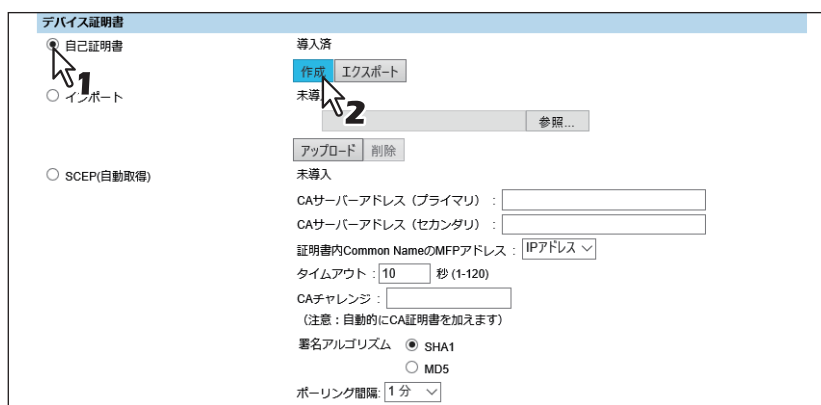 デバイス証明書
自己証明書 導入済
1
作成 エクスポート
インポート 未導
2
参照...
アップロード 削除
SCEP(自動取得) 未導入
CAサーバーアドレス（プライマリ）:
CAサーバーアドレス（セカンダリ）:
証明書内Common NameのMFPアドレス : IPアドレス
タイムアウト : 10 秒 (1-120)
CAチャレンジ :
（注意：自動的にCA証明書を加えます）
署名アルゴリズム SHA1
MD5
ポーリング間隔: 1 分